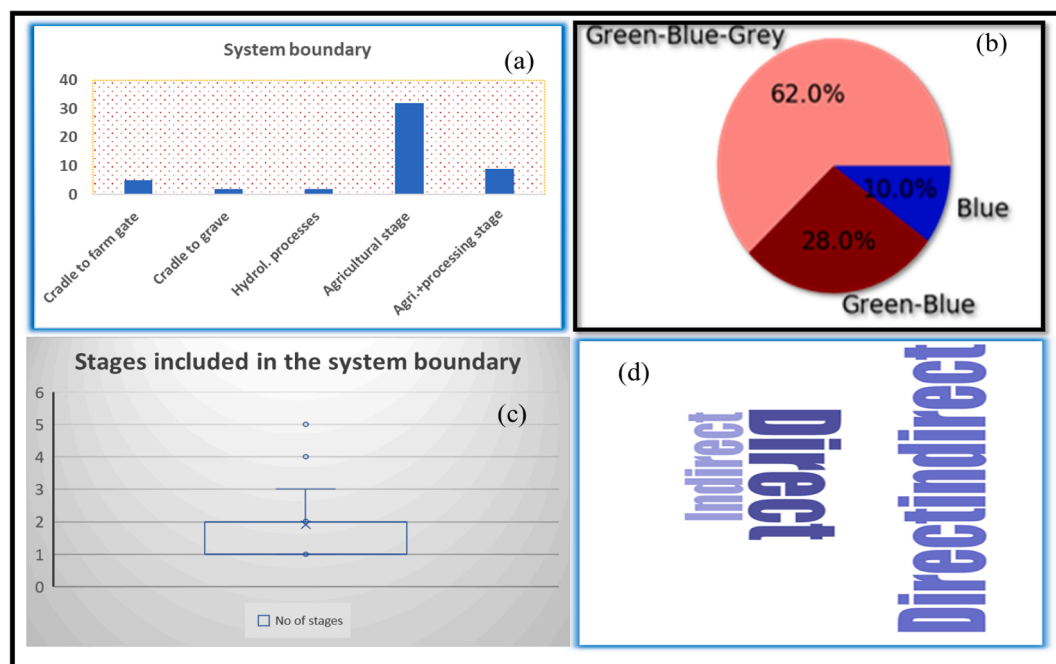 System boundary
(a)
40
30
20
10
0
Cradle to farm gate
Cradle to grave
Hydrol. processes
Agricultural stage
Agri.+processing stage
Green-Blue-Grey
(b)
62.0%
10.0%
Blue
28.0%
Green-Blue
Stages included in the system boundary
(c)
6
5
4
3
2
1
0
No of stages
(d)
Indirect
Direct
Directindirect